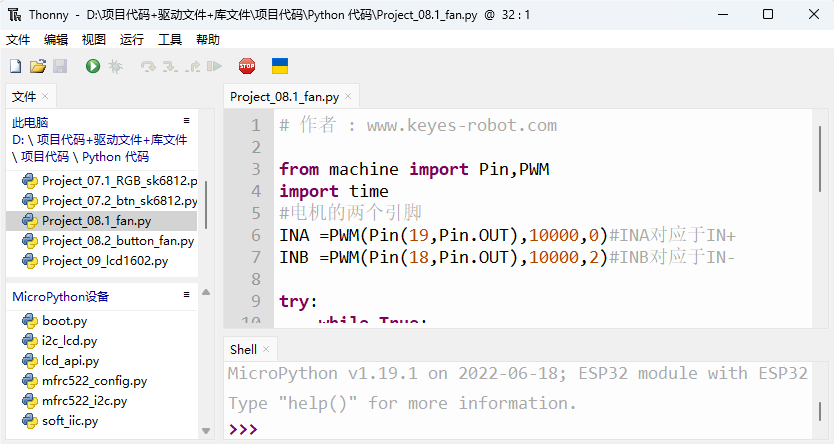 Thonny - D:\项目代码+驱动文件+库文件\项目代码\Python 代码\Project_08.1_fan.py @ 32 : 1
文件 编辑 视图 运行 工具 帮助
STOP
文件
此电脑
D: \ 项目代码+驱动文件+库文件
\ 项目代码 \ Python 代码
Project_07.1_RGB_sk6812.p
Project_07.2_btn_sk6812.py
Project_08.1_fan.py
Project_08.2_button_fan.py
Project_09_lcd1602.py
MicroPython设备
boot.py
i2c_lcd.py
lcd_api.py
mfrc522_config.py
mfrc522_i2c.py
soft_iic.py
Project_08.1_fan.py
1 # 作者 : www.keyes-robot.com
2
3 from machine import Pin,PWM
4 import time
5 #电机的两个引脚
6 INA =PWM(Pin(19,Pin.OUT),10000,0)#INA对应于IN+
7 INB =PWM(Pin(18,Pin.OUT),10000,2)#INB对应于IN-
8
9 try:
10 while True:
Shell
MicroPython v1.19.1 on 2022-06-18; ESP32 module with ESP32
Type "help()" for more information.
>>>